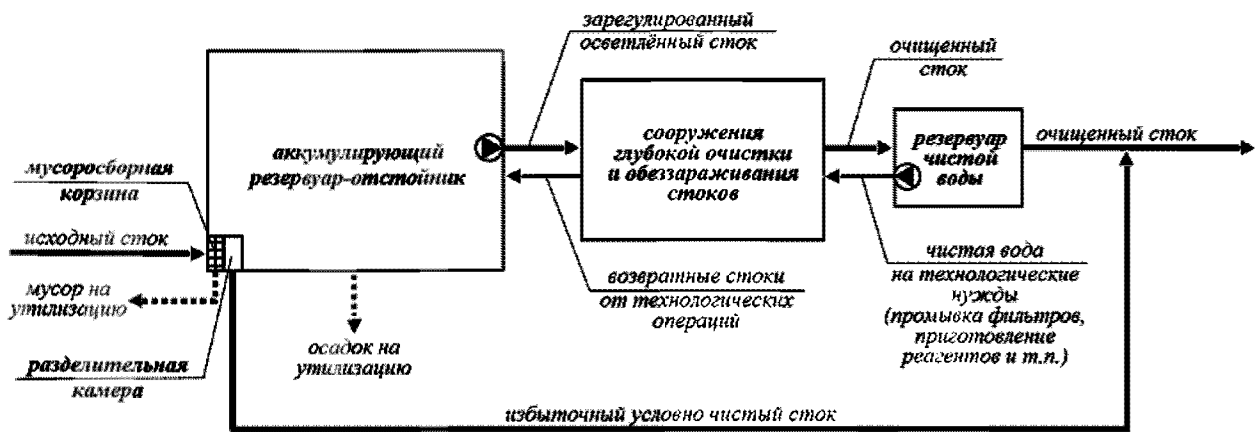 зарегулированный
осветлённый сток
очищенный
сток
аккумулирующий
резервуар-отстойник
сооружения
глубокой очистки
и обеззараживания
стоков
резервуар
чистой
воды
очищенный сток
мусоросборная
корзина
исходный сток
мусор на
утилизацию
разделительная
камера
осадок на
утилизацию
возвратные стоки
от технологических
операций
чистая вода
на технологические
нужды
(промывка фильтров,
приготовление
реагентов и т.п.)
избыточный условно чистый сток